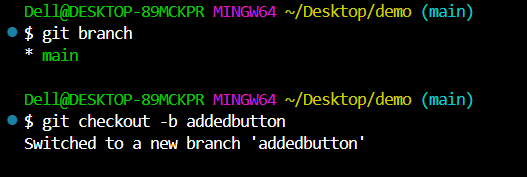 Dell@DESKTOP-89MCKPR MINGW64 ~/Desktop/demo (main)
$ git branch
* main
Dell@DESKTOP-89MCKPR MINGW64 ~/Desktop/demo (main)
$ git checkout -b addedbutton
Switched to a new branch 'addedbutton'